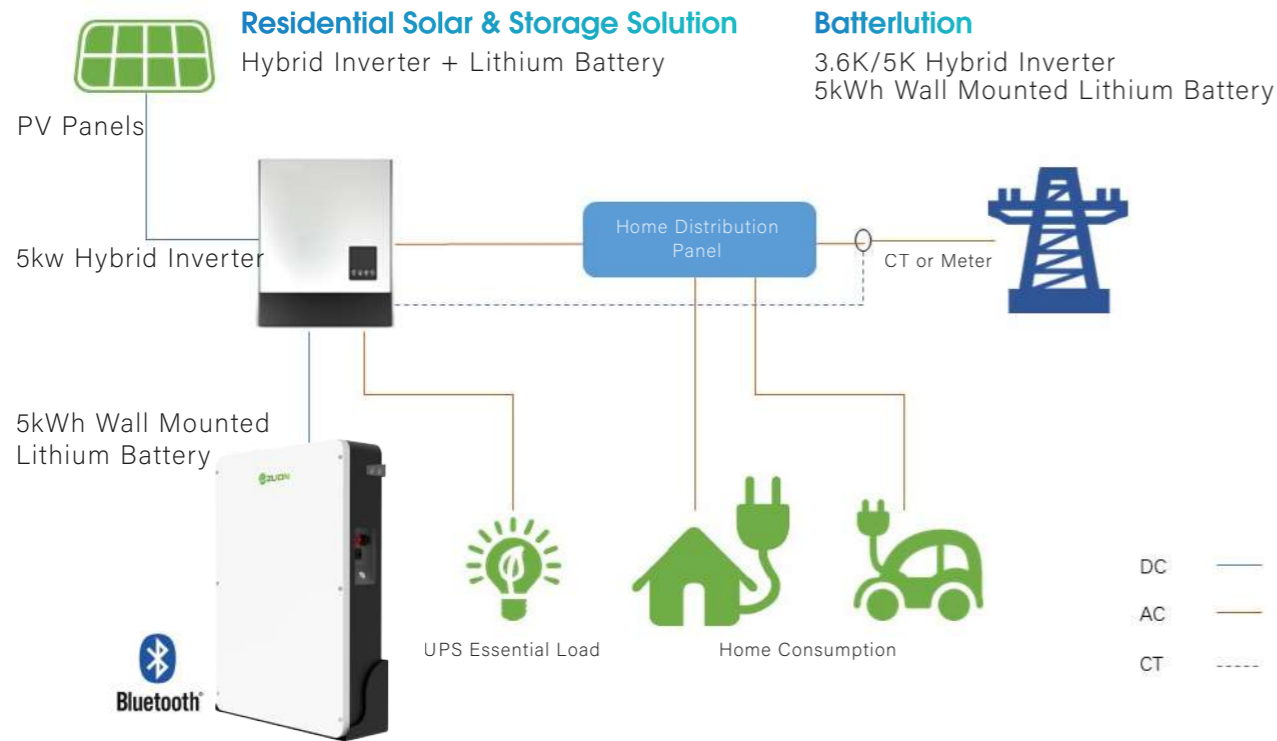 Residential Solar & Storage Solution
Hybrid Inverter + Lithium Battery
Batterlution
3.6K/5K Hybrid Inverter
5kWh Wall Mounted Lithium Battery
PV Panels
5kw Hybrid Inverter
Home Distribution
Panel
CT or Meter
5kWh Wall Mounted
Lithium Battery
ZLION
UPS Essential Load
Home Consumption
DC
AC
CT
Bluetooth